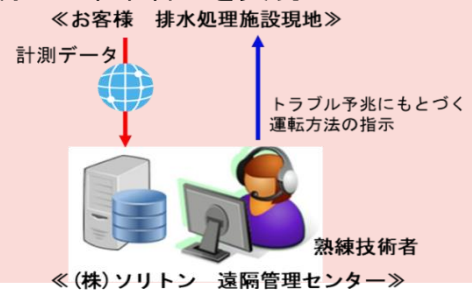 ≪お客様　排水処理施設現地≫
計測データ
トラブル予兆にもとづく
運転方法の指示
熟練技術者
≪(株)ソリトン　遠隔管理センター≫